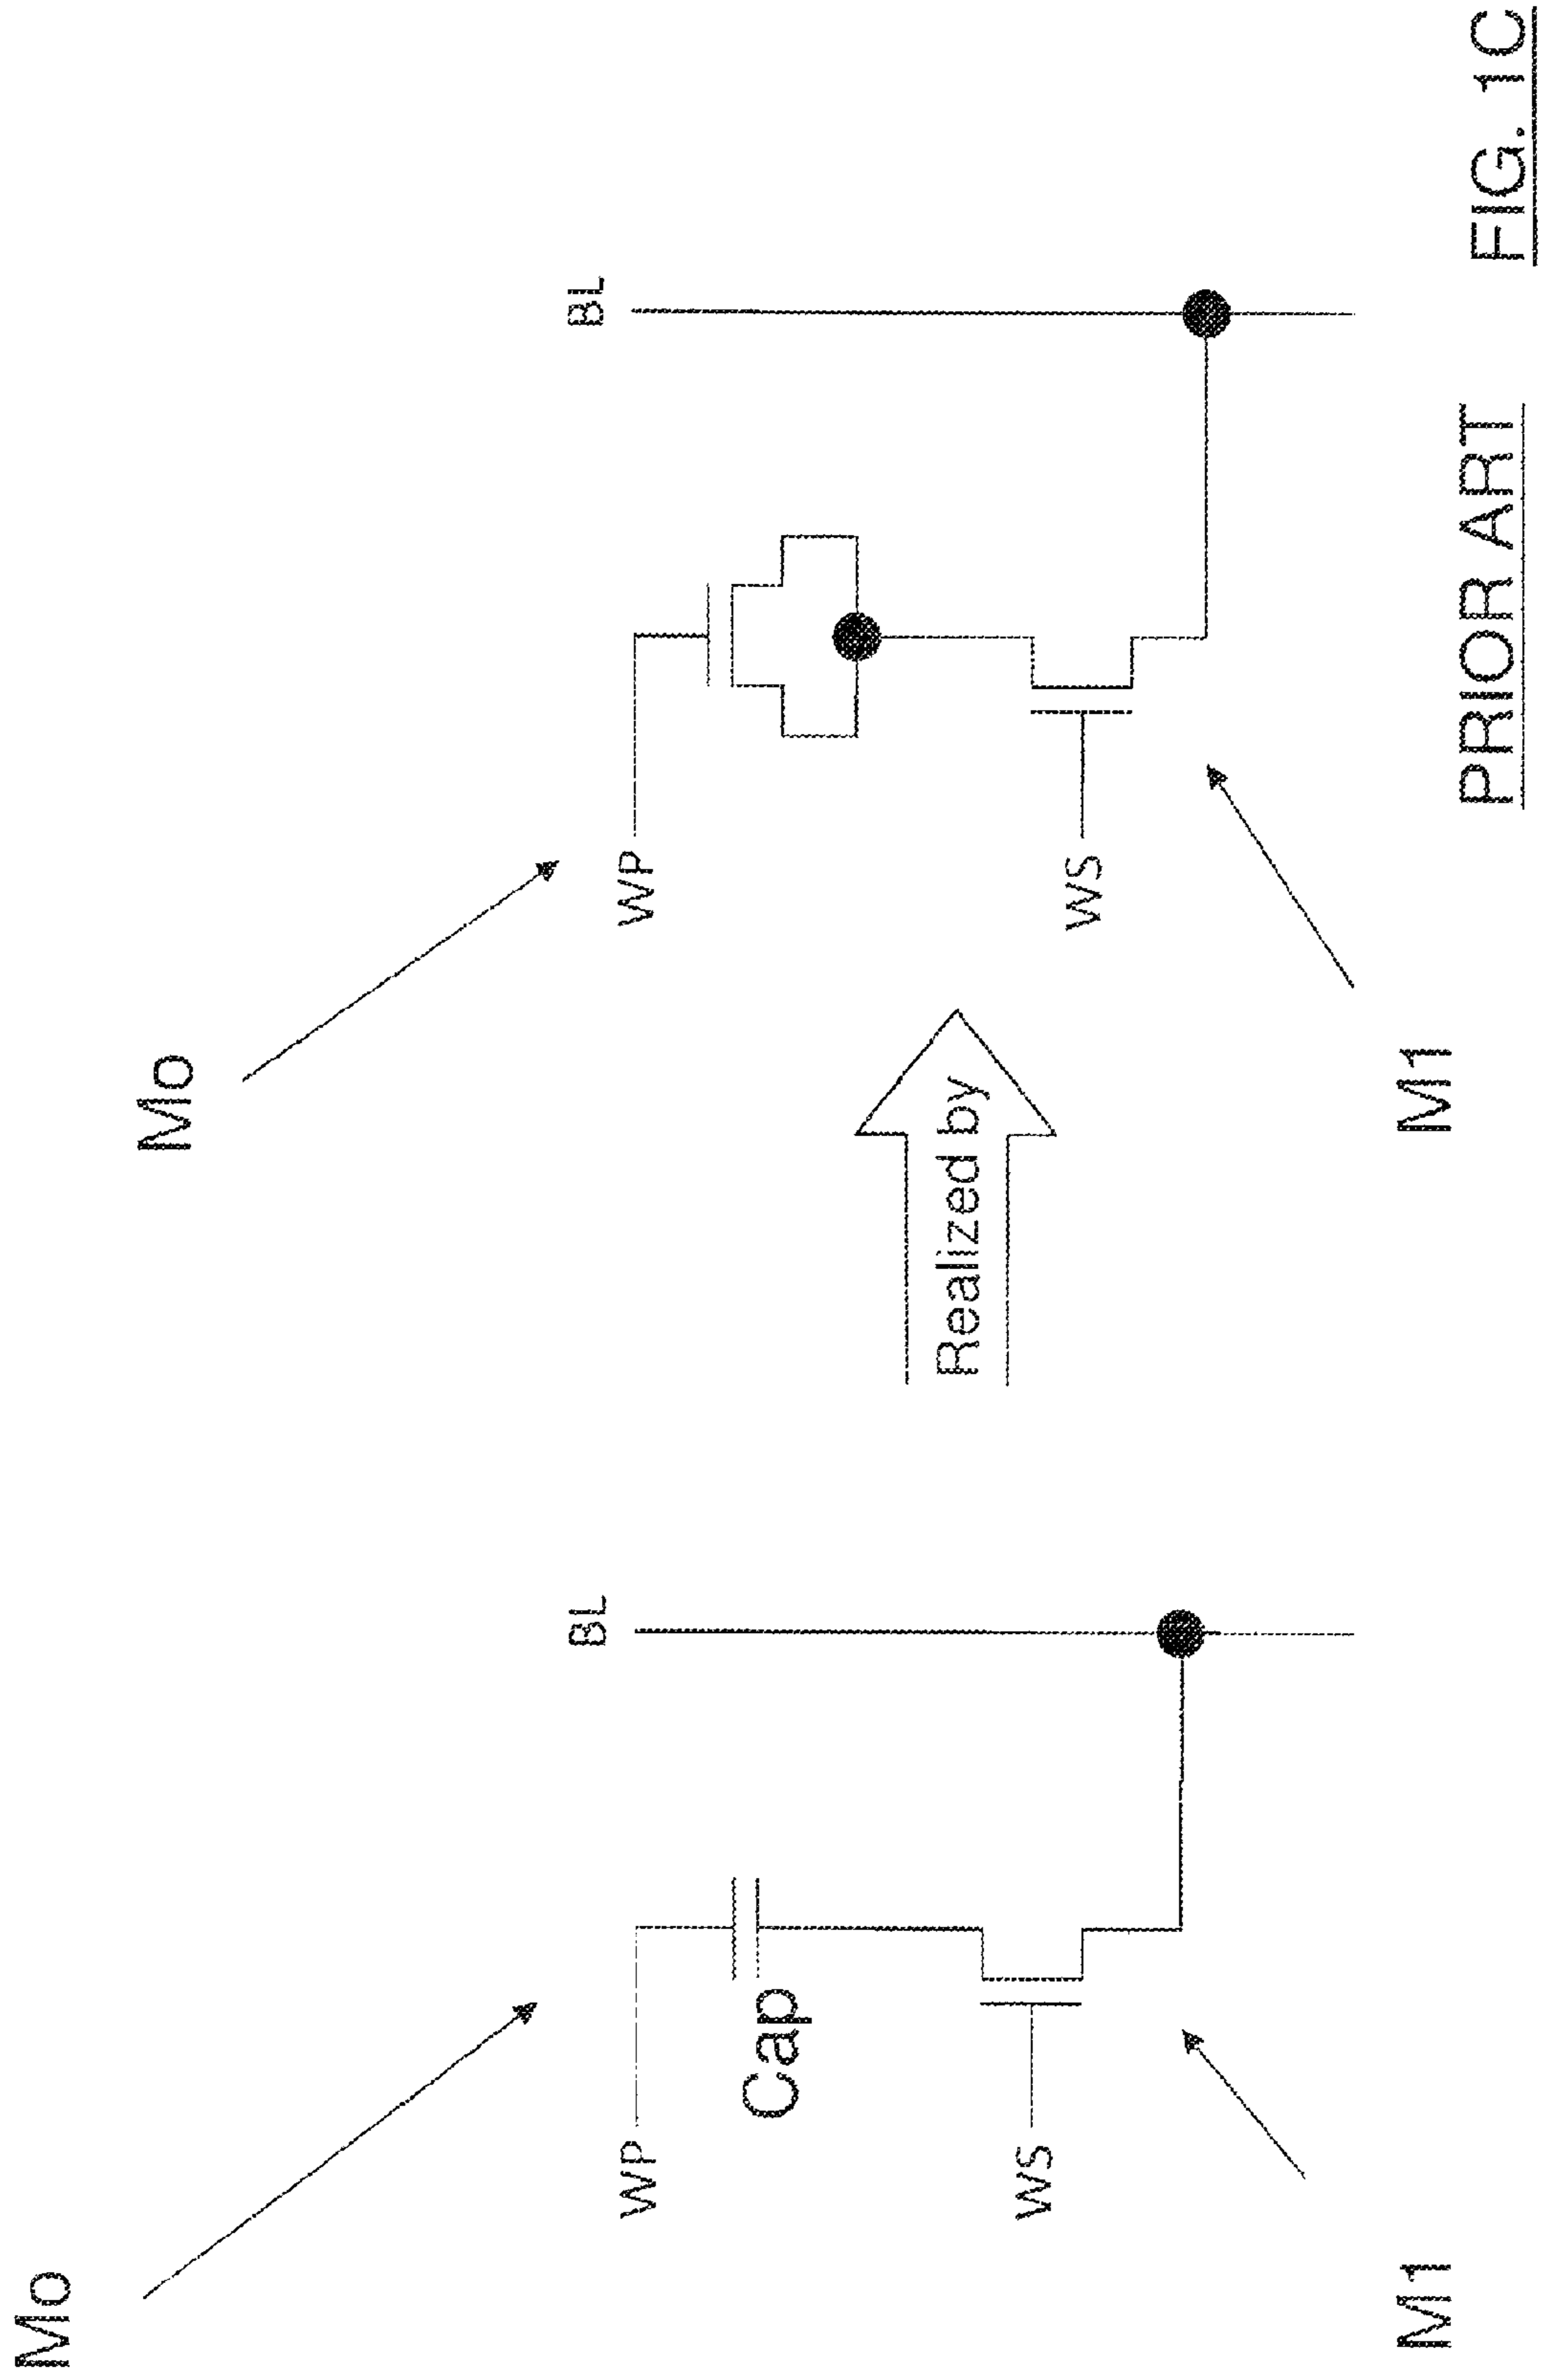 Mo
WP
BL
Cap
WS
M1
Realized by
Mo
WP
BL
WS
M1
PRIOR ART
FIG. 1C